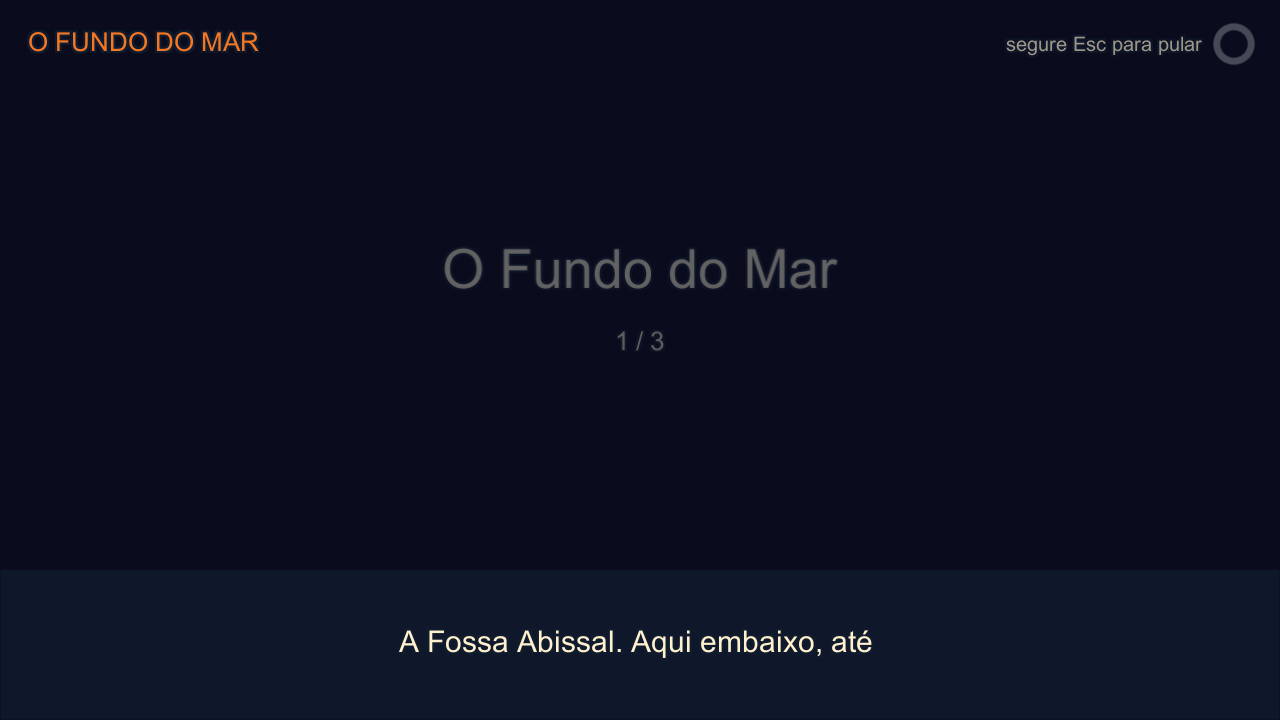 O FUNDO DO MAR
segure Esc para pular
O Fundo do Mar
1 / 3
A Fossa Abissal. Aqui embaixo, até